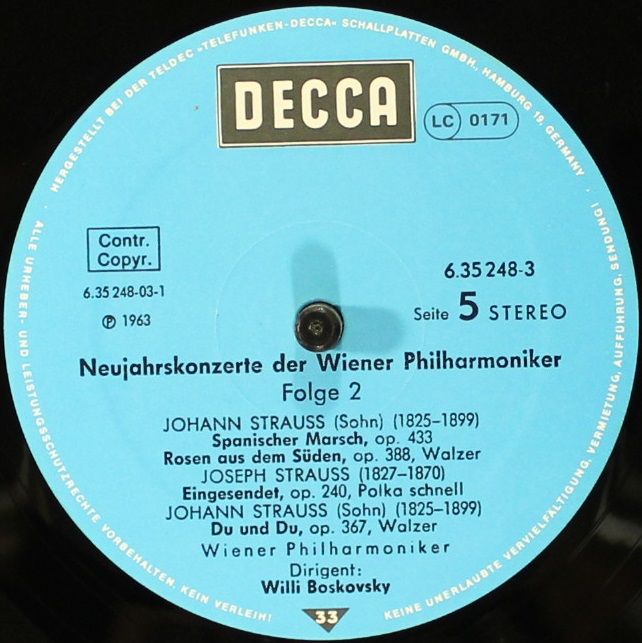 HERGESTELLT BEI DER TELDEC »TELEFUNKEN-DECCA« SCHALLPLATTEN GMBH., HAMBURG 19, GERMANY
DECCA
LC 0171
Contr.
Copyr.
6.35 248-03-1
℗ 1963
6.35 248-3
Seite 5 STEREO
Neujahrskonzerte der Wiener Philharmoniker
Folge 2
JOHANN STRAUSS (Sohn) (1825–1899)
Spanischer Marsch, op. 433
Rosen aus dem Süden, op. 388, Walzer
JOSEPH STRAUSS (1827–1870)
Eingesendet, op. 240, Polka schnell
JOHANN STRAUSS (Sohn) (1825–1899)
Du und Du, op. 367, Walzer
Wiener Philharmoniker
Dirigent:
Willi Boskovsky
33
ALLE URHEBER- UND LEISTUNGSSCHUTZRECHTE VORBEHALTEN. KEIN VERLEIH!
KEINE UNERLAUBTE VERVIELFÄLTIGUNG, VERMIETUNG, AUFFÜHRUNG, SENDUNG!